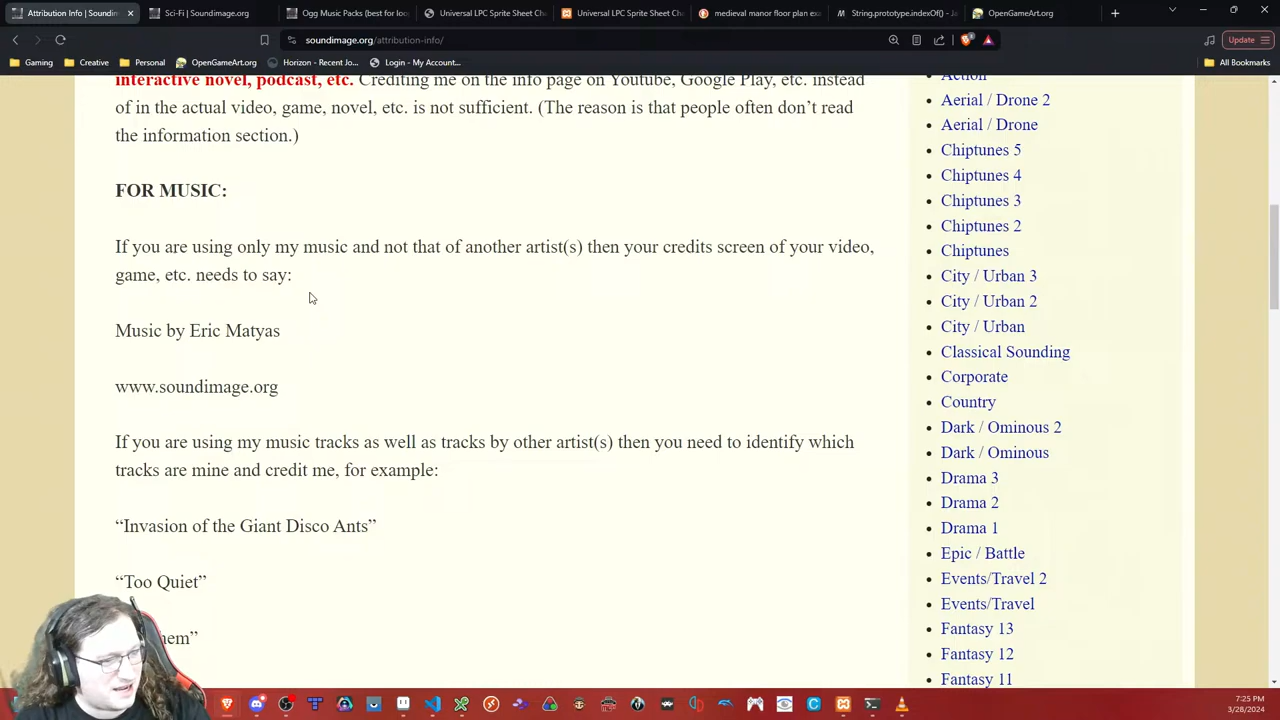 Attribution Info | Soundimage
Sci-Fi | Soundimage.org
Ogg Music Packs (best for loo
Universal LPC Sprite Sheet Ch
Universal LPC Sprite Sheet Ch
medieval manor floor plan ex
String.prototype.indexOf() - Ja
OpenGameArt.org
soundimage.org/attribution-info/
Update
Gaming
Creative
Personal
OpenGameArt.org
Horizon - Recent Jo...
Login - My Account...
All Bookmarks
interactive novel, podcast, etc. Crediting me on the info page on Youtube, Google Play, etc. instead
of in the actual video, game, novel, etc. is not sufficient. (The reason is that people often don’t read
the information section.)
FOR MUSIC:
If you are using only my music and not that of another artist(s) then your credits screen of your video,
game, etc. needs to say:
Music by Eric Matyas
www.soundimage.org
If you are using my music tracks as well as tracks by other artist(s) then you need to identify which
tracks are mine and credit me, for example:
“Invasion of the Giant Disco Ants”
“Too Quiet”
hem”
Action
Aerial / Drone 2
Aerial / Drone
Chiptunes 5
Chiptunes 4
Chiptunes 3
Chiptunes 2
Chiptunes
City / Urban 3
City / Urban 2
City / Urban
Classical Sounding
Corporate
Country
Dark / Ominous 2
Dark / Ominous
Drama 3
Drama 2
Drama 1
Epic / Battle
Events/Travel 2
Events/Travel
Fantasy 13
Fantasy 12
Fantasy 11
7:25 PM
3/28/2024